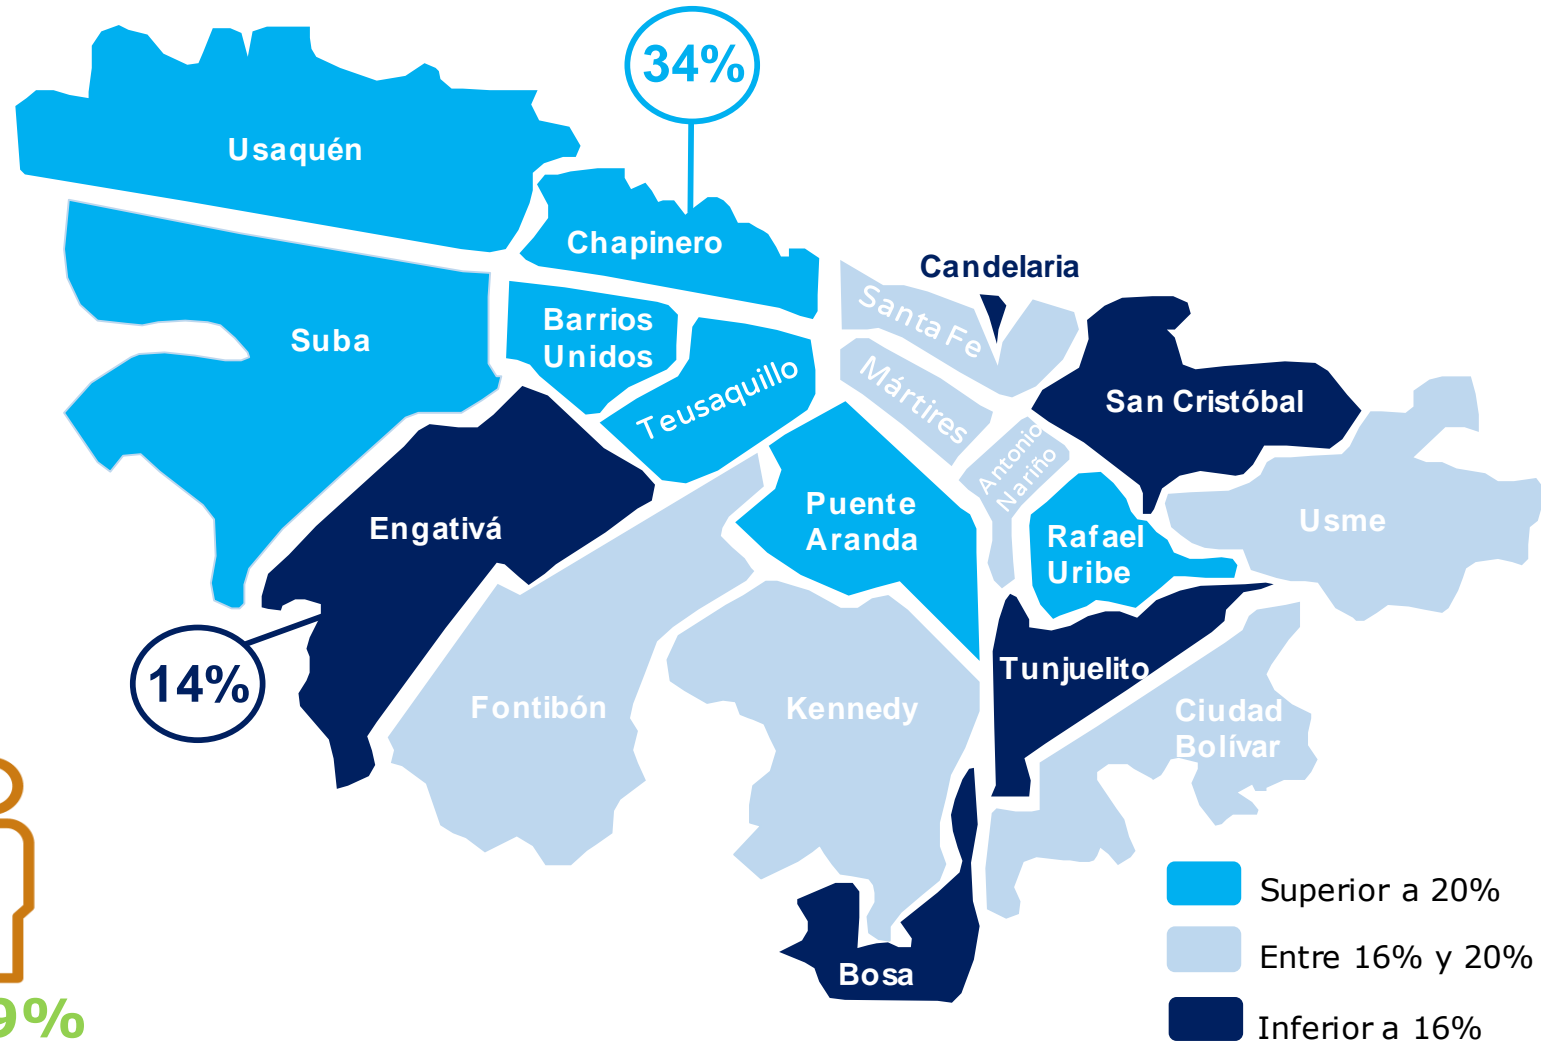 34%
Usaquén
Chapinero
Candelaria
Santa Fe
Barrios
Unidos
Suba
Teusaquillo
Mártires
San Cristóbal
Antonio
Nariño
Puente
Aranda
Engativá
Rafael
Uribe
Usme
14%
Tunjuelito
Fontibón
Kennedy
Ciudad
Bolívar
Bosa
9%
Superior a 20%
Entre 16% y 20%
Inferior a 16%